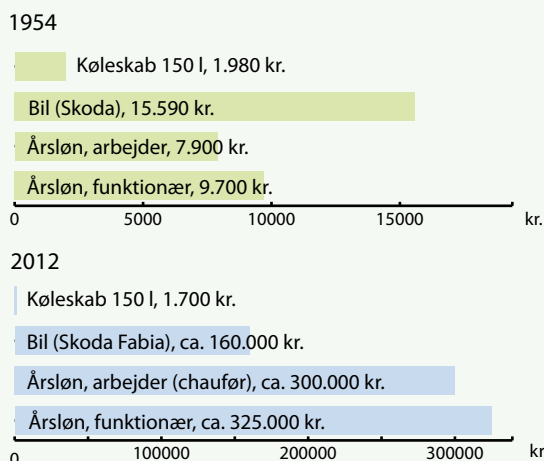 1954
Køleskab 150 l, 1.980 kr.
Bil (Skoda), 15.590 kr.
Årsløn, arbejder, 7.900 kr.
Årsløn, funktionær, 9.700 kr.
0 5000 10000 15000 kr.
2012
Køleskab 150 l, 1.700 kr.
Bil (Skoda Fabia), ca. 160.000 kr.
Årsløn, arbejder (chaufør), ca. 300.000 kr.
Årsløn, funktionær, ca. 325.000 kr.
0 100000 200000 300000 kr